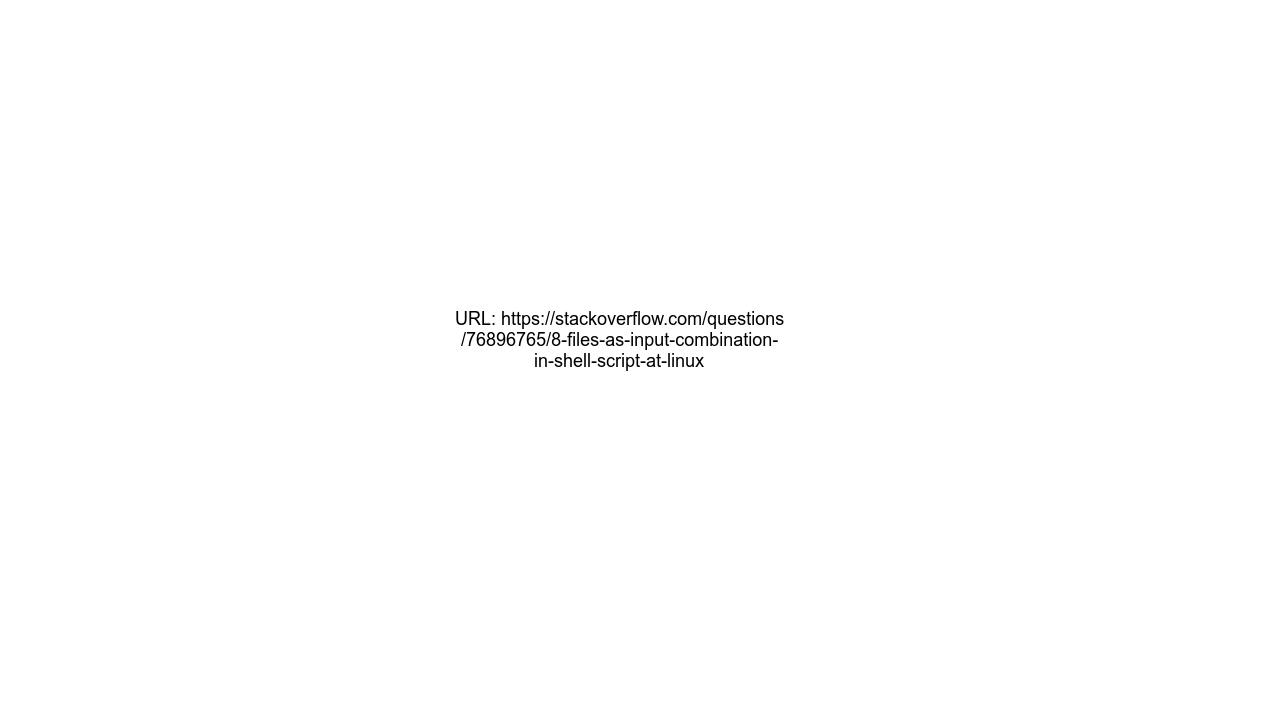 URL: https://stackoverflow.com/questions
/76896765/8-files-as-input-combination-
in-shell-script-at-linux